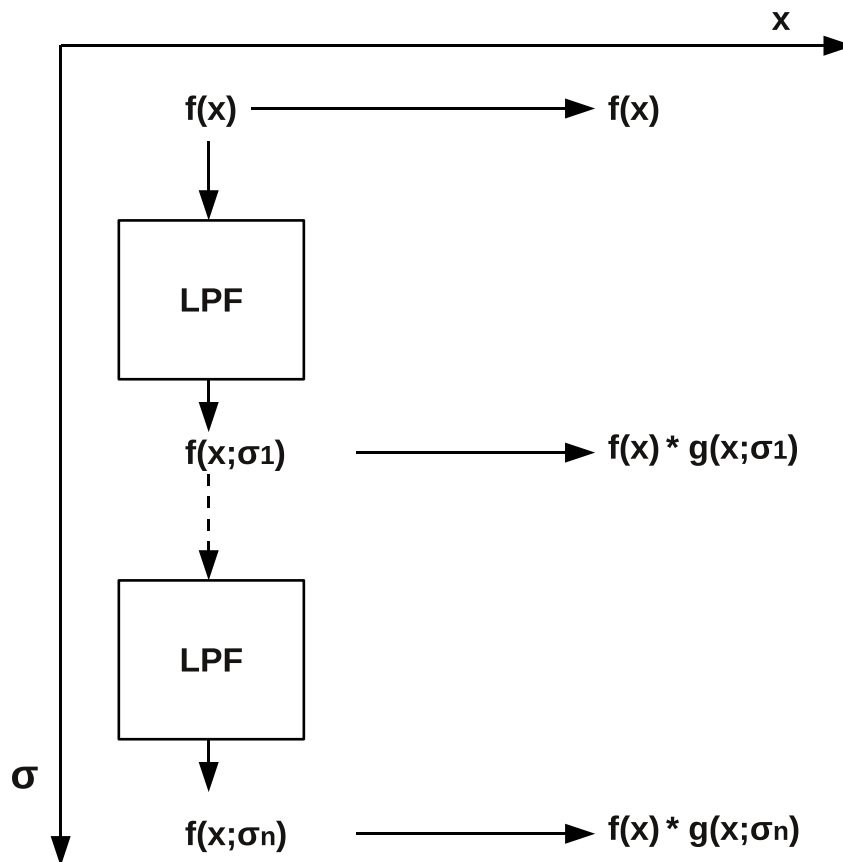 x
f(x) f(x)
LPF
f(x;σ1) f(x) * g(x;σ1)
LPF
σ
f(x;σn) f(x) * g(x;σn)